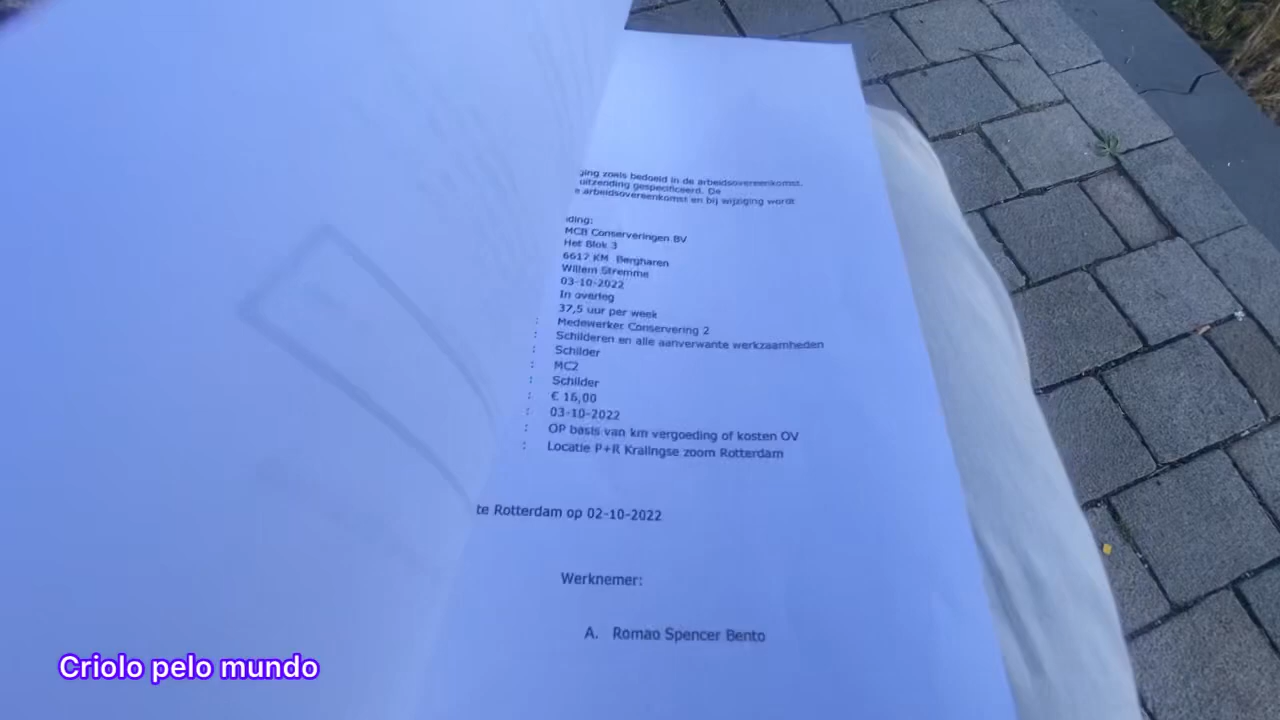 ging zoals bedoeld in de arbeidsovereenkomst.
uitzending gespecificeerd. De
e arbeidsovereenkomst en bij wijziging wordt
ding:
MCB Conserveringen BV
Het Blok 3
6617 KM Bergharen
Willem Stremme
03-10-2022
In overleg
37,5 uur per week
: Medewerker Conservering 2
: Schilderen en alle aanverwante werkzaamheden
: Schilder
: MC2
: Schilder
: € 16,00
: 03-10-2022
: OP basis van km vergoeding of kosten OV
: Locatie P+R Kralingse zoom Rotterdam
te Rotterdam op 02-10-2022
Werknemer:
A. Romao Spencer Bento
Criolo pelo mundo